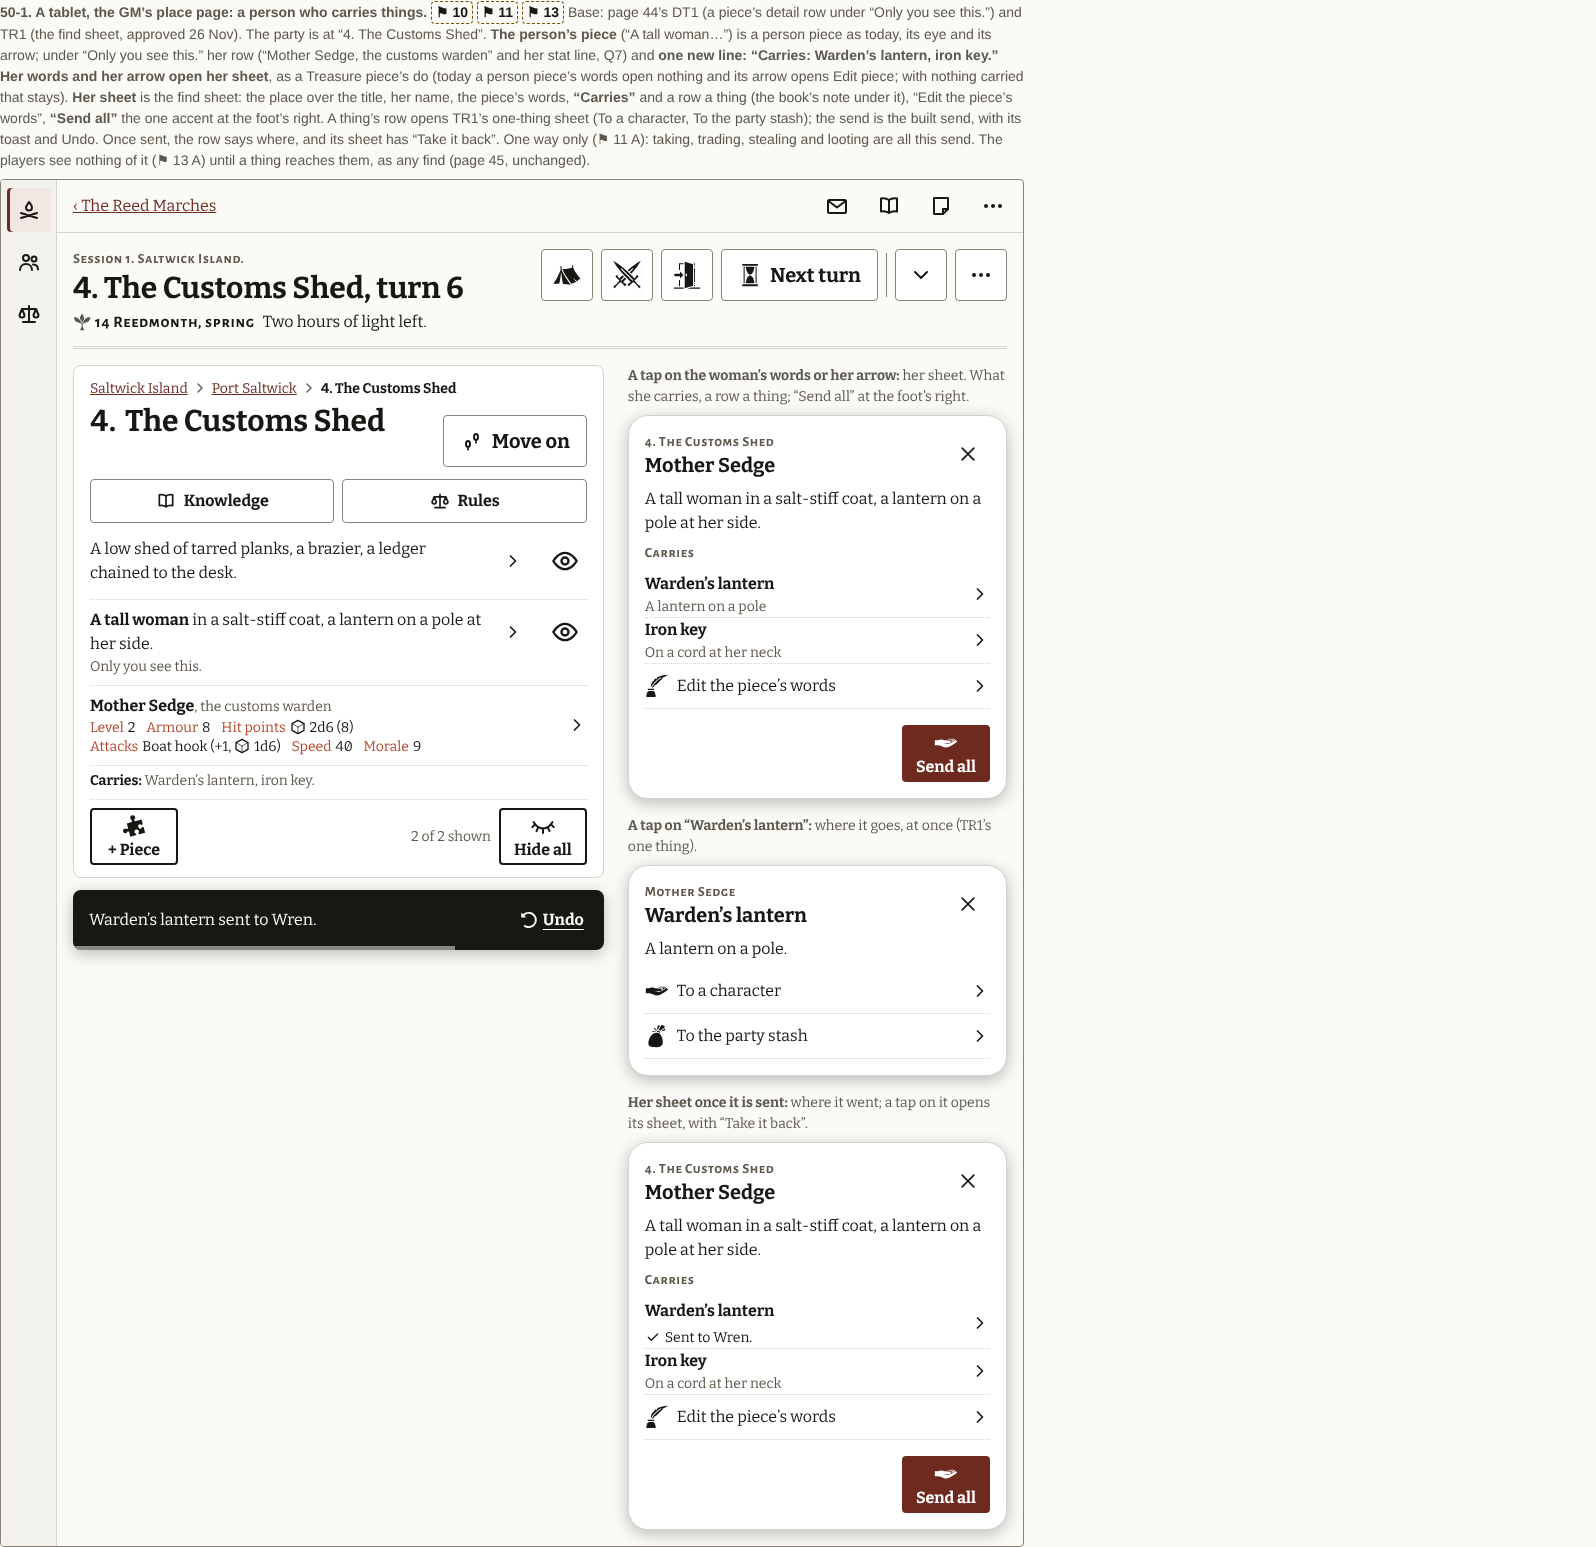 50-1. A tablet, the GM’s place page: a person who carries things. ⚑ 10 ⚑ 11 ⚑ 13 Base: page 44’s DT1 (a piece’s detail row under “Only you see this.”) and
TR1 (the find sheet, approved 26 Nov). The party is at “4. The Customs Shed”. The person’s piece (“A tall woman…”) is a person piece as today, its eye and its
arrow; under “Only you see this.” her row (“Mother Sedge, the customs warden” and her stat line, Q7) and one new line: “Carries: Warden’s lantern, iron key.”
Her words and her arrow open her sheet, as a Treasure piece’s do (today a person piece’s words open nothing and its arrow opens Edit piece; with nothing carried
that stays). Her sheet is the find sheet: the place over the title, her name, the piece’s words, “Carries” and a row a thing (the book’s note under it), “Edit the piece’s
words”, “Send all” the one accent at the foot’s right. A thing’s row opens TR1’s one-thing sheet (To a character, To the party stash); the send is the built send, with its
toast and Undo. Once sent, the row says where, and its sheet has “Take it back”. One way only (⚑ 11 A): taking, trading, stealing and looting are all this send. The
players see nothing of it (⚑ 13 A) until a thing reaches them, as any find (page 45, unchanged).
‹ The Reed Marches
Session 1. Saltwick Island.
4. The Customs Shed, turn 6
14 Reedmonth, spring Two hours of light left.
Next turn
Saltwick Island › Port Saltwick › 4. The Customs Shed
4. The Customs Shed
Move on
Knowledge
Rules
A low shed of tarred planks, a brazier, a ledger
chained to the desk.
A tall woman in a salt-stiff coat, a lantern on a pole at
her side.
Only you see this.
Mother Sedge, the customs warden
Level 2 Armour 8 Hit points 2d6 (8)
Attacks Boat hook (+1, 1d6) Speed 40 Morale 9
Carries: Warden’s lantern, iron key.
+ Piece
2 of 2 shown
Hide all
Warden’s lantern sent to Wren.
Undo
A tap on the woman’s words or her arrow: her sheet. What
she carries, a row a thing; “Send all” at the foot’s right.
4. The Customs Shed
Mother Sedge
A tall woman in a salt-stiff coat, a lantern on a
pole at her side.
Carries
Warden’s lantern
A lantern on a pole
Iron key
On a cord at her neck
Edit the piece’s words
Send all
A tap on “Warden’s lantern”: where it goes, at once (TR1’s
one thing).
Mother Sedge
Warden’s lantern
A lantern on a pole.
To a character
To the party stash
Her sheet once it is sent: where it went; a tap on it opens
its sheet, with “Take it back”.
4. The Customs Shed
Mother Sedge
A tall woman in a salt-stiff coat, a lantern on a
pole at her side.
Carries
Warden’s lantern
✓ Sent to Wren.
Iron key
On a cord at her neck
Edit the piece’s words
Send all